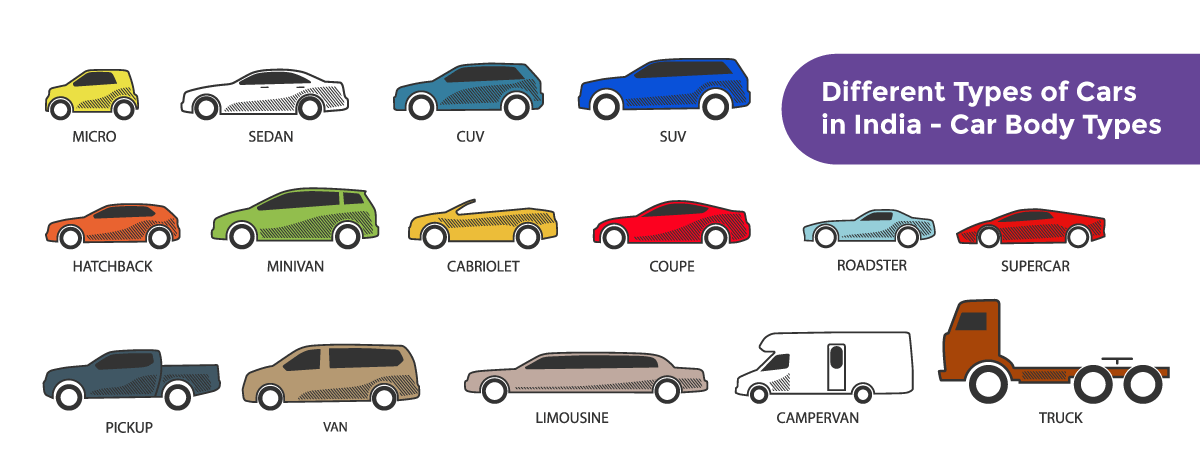 Different Types of Cars
in India - Car Body Types
MICRO
SEDAN
CUV
SUV
HATCHBACK
MINIVAN
CABRIOLET
COUPE
ROADSTER
SUPERCAR
PICKUP
VAN
LIMOUSINE
CAMPERVAN
TRUCK